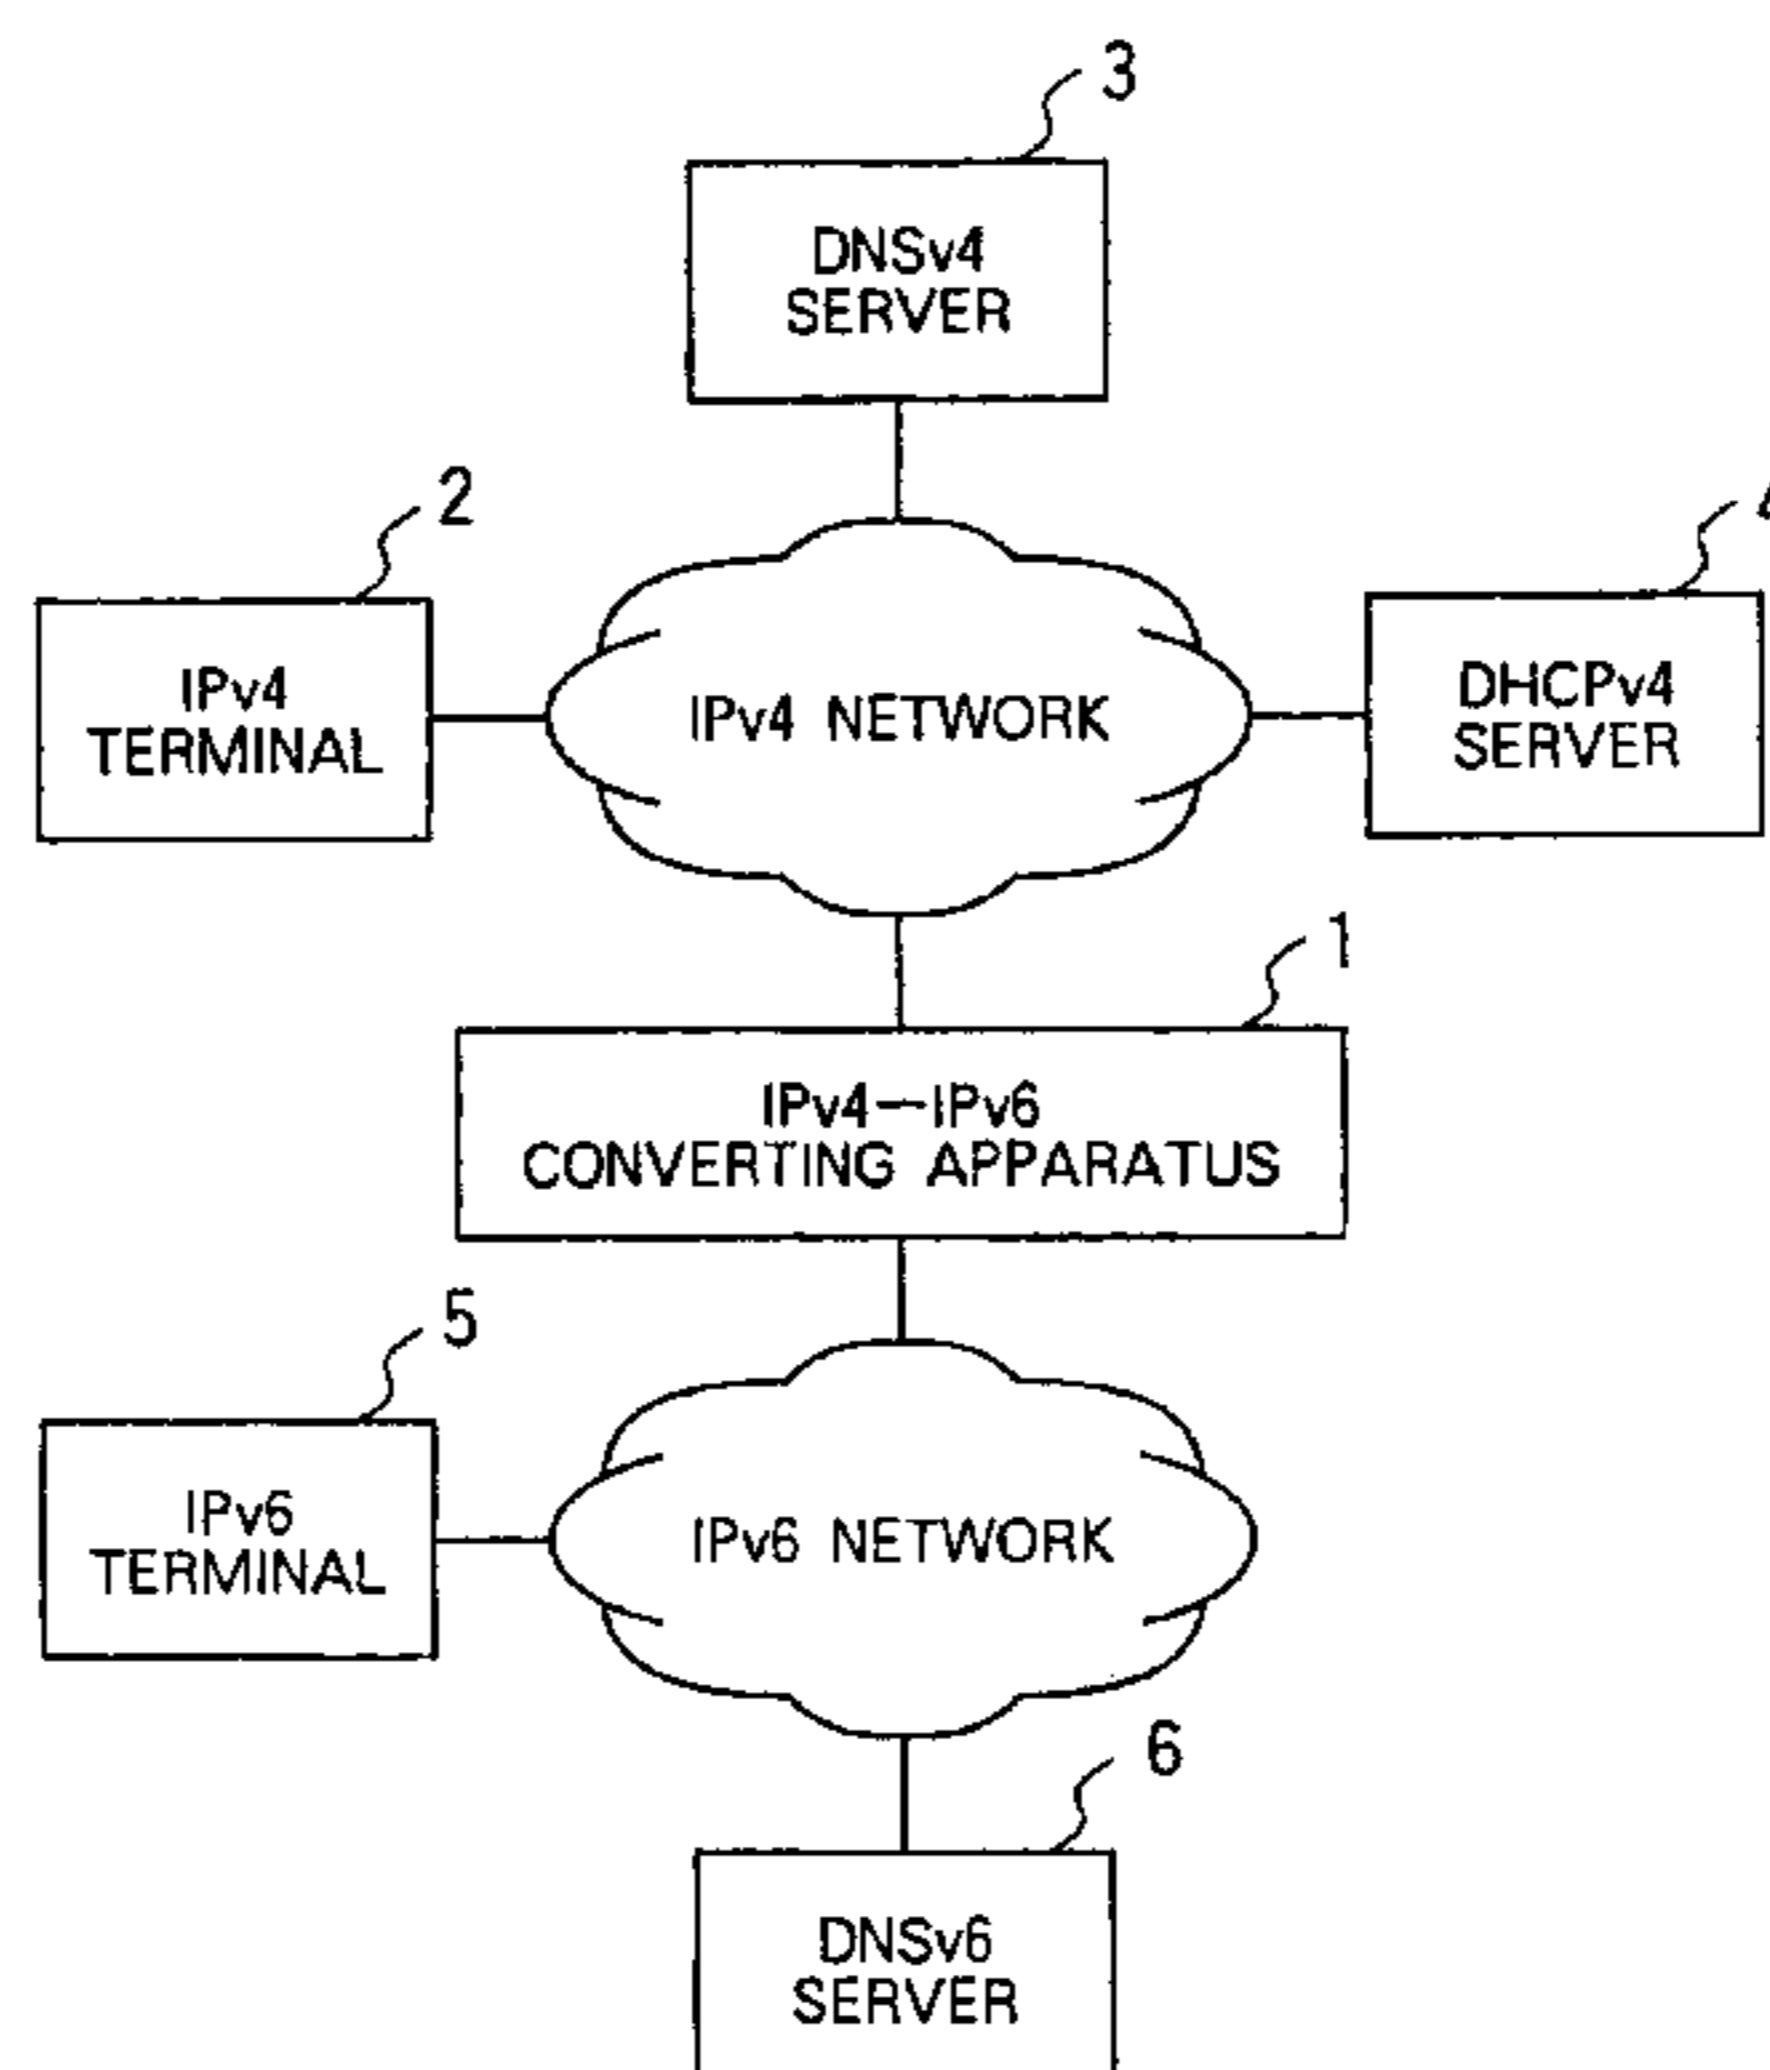 3
DNSv4
SERVER
2
4
IPv4
TERMINAL
IPv4 NETWORK
DHCPv4
SERVER
1
IPv4—IPv6
CONVERTING APPARATUS
5
IPv6
TERMINAL
IPv6 NETWORK
6
DNSv6
SERVER